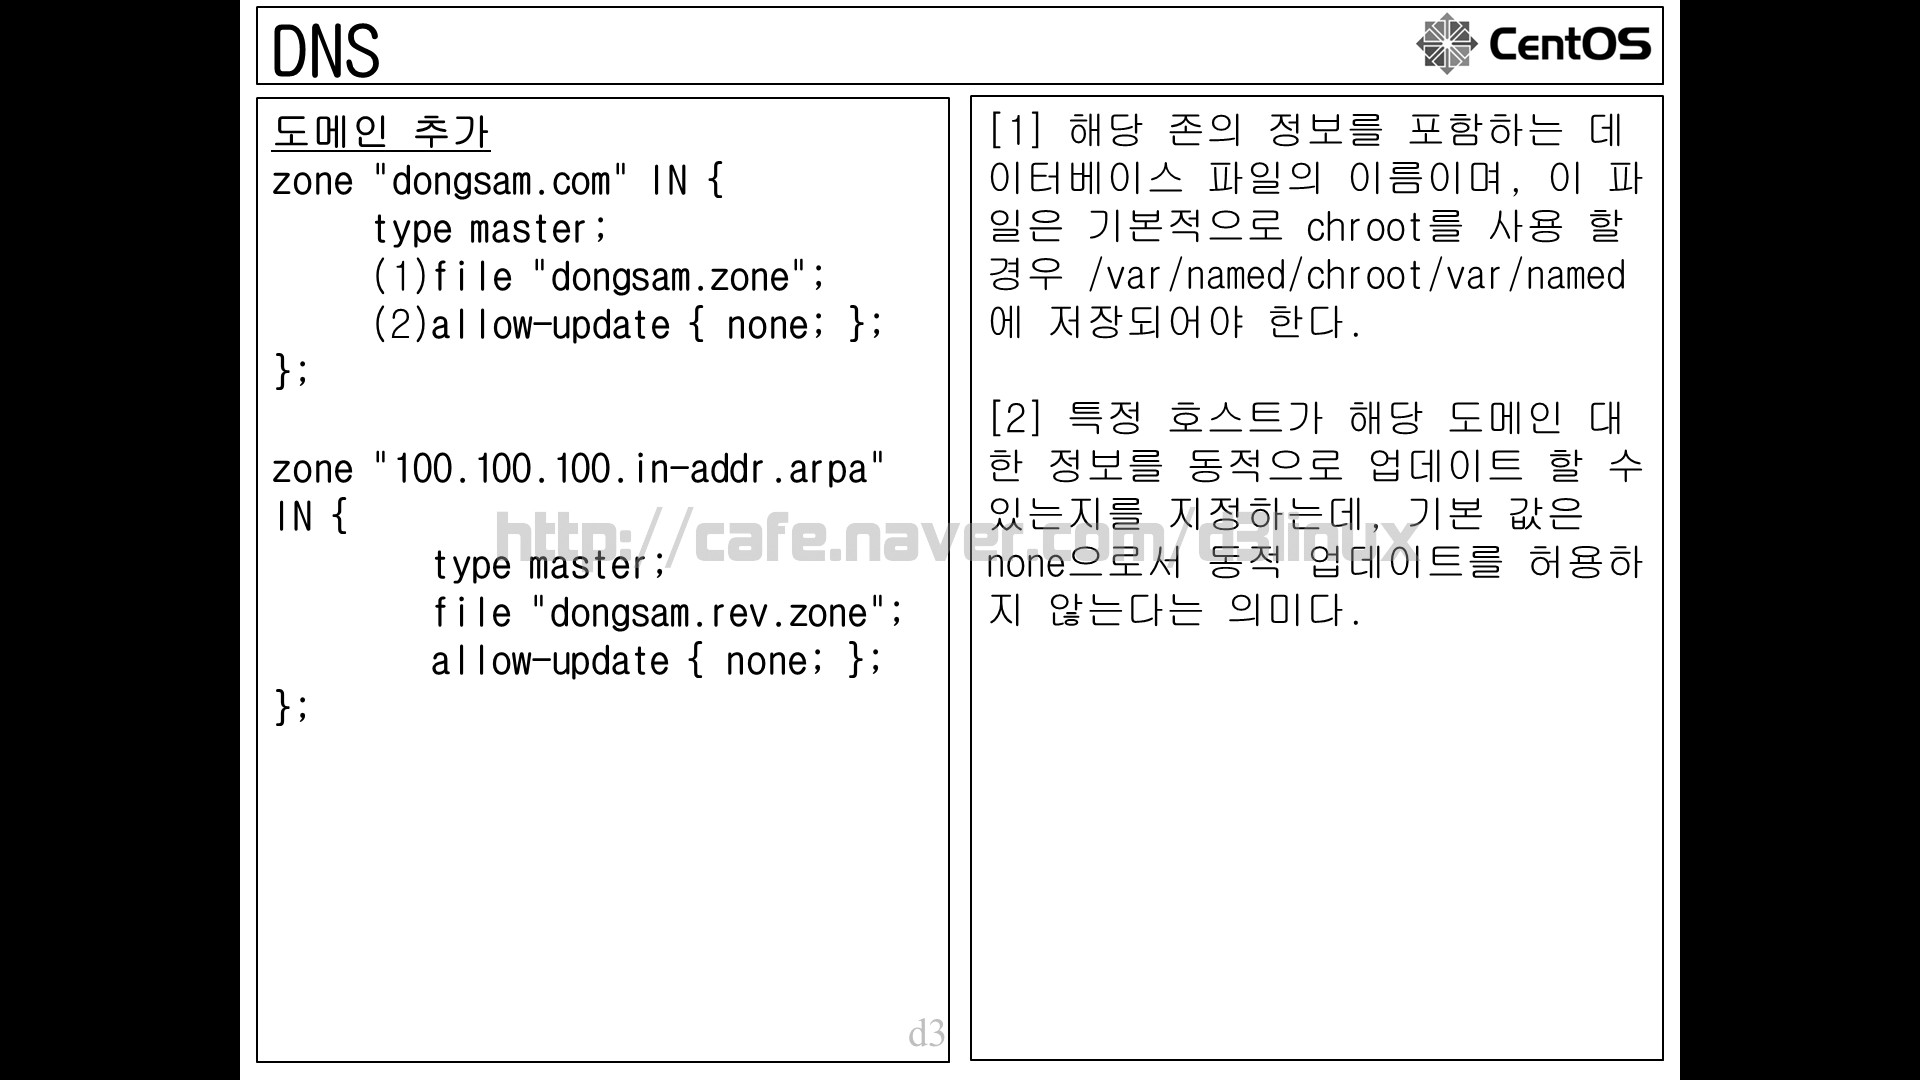 DNS
CentOS
도메인 추가
zone "dongsam.com" IN {
type master;
(1)file "dongsam.zone";
(2)allow-update { none; };
};
zone "100.100.100.in-addr.arpa"
IN {
type master;
file "dongsam.rev.zone";
allow-update { none; };
};
[1] 해당 존의 정보를 포함하는 데
이터베이스 파일의 이름이며, 이 파
일은 기본적으로 chroot를 사용 할
경우 /var/named/chroot/var/named
에 저장되어야 한다.
[2] 특정 호스트가 해당 도메인 대
한 정보를 동적으로 업데이트 할 수
있는지를 지정하는데, 기본 값은
none으로서 동적 업데이트를 허용하
지 않는다는 의미다.
http://cafe.naver.com/d3linux
d3